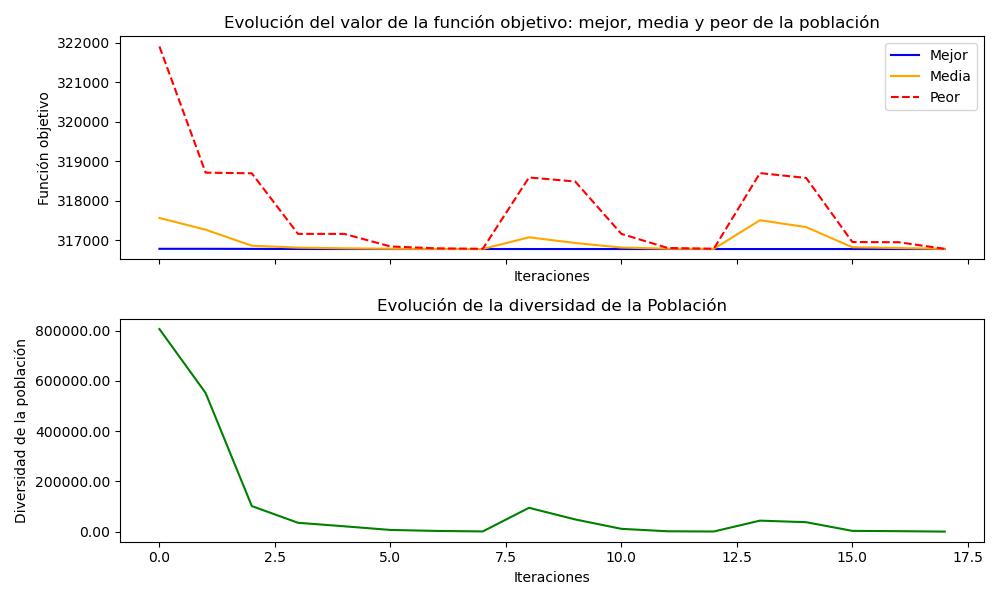 Evolución del valor de la función objetivo: mejor, media y peor de la población
322000
321000
320000
319000
318000
317000
Función objetivo
Mejor
Media
Peor
Iteraciones
Evolución de la diversidad de la Población
800000.00
600000.00
400000.00
200000.00
0.00
Diversidad de la población
0.0 2.5 5.0 7.5 10.0 12.5 15.0 17.5
Iteraciones